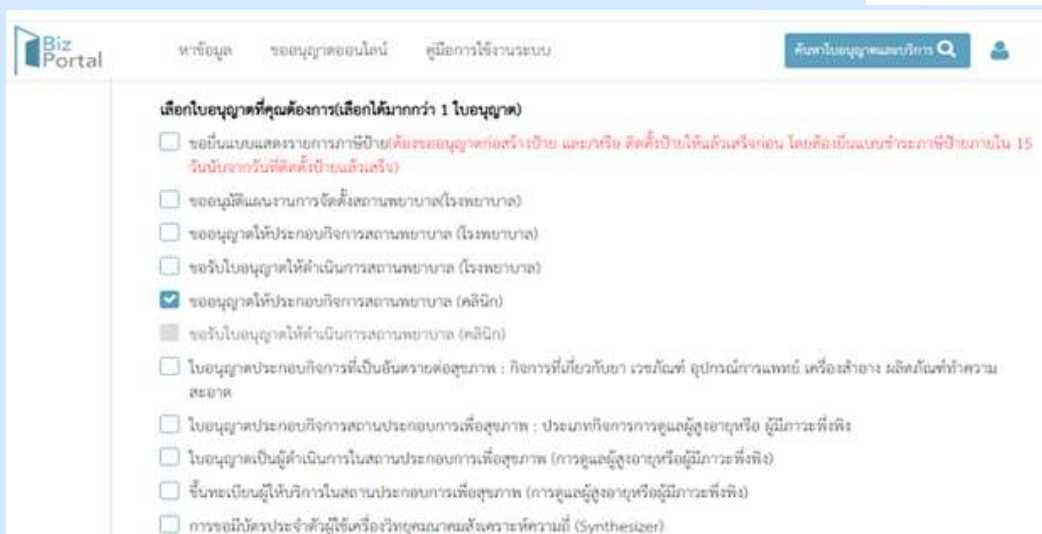 Biz
Portal
หาข้อมูล ขออนุญาตออนไลน์ คู่มือการใช้งานระบบ ค้นหาใบอนุญาตและบริการ
เลือกใบอนุญาตที่คุณต้องการ(เลือกได้มากกว่า 1 ใบอนุญาต)
ขอยื่นแบบแสดงรายการภาษีป้าย(ต้องขออนุญาตก่อสร้างป้าย และ/หรือ ติดตั้งป้ายให้แล้วเสร็จก่อน โดยต้องยื่นแบบชำระภาษีป้ายภายใน 15
วันนับจากวันที่ติดตั้งป้ายแล้วเสร็จ)
ขออนุมัติแผนงานการจัดตั้งสถานพยาบาล(โรงพยาบาล)
ขออนุญาตให้ประกอบกิจการสถานพยาบาล (โรงพยาบาล)
ขอรับใบอนุญาตให้ดำเนินการสถานพยาบาล (โรงพยาบาล)
ขออนุญาตให้ประกอบกิจการสถานพยาบาล (คลินิก)
ขอรับใบอนุญาตให้ดำเนินการสถานพยาบาล (คลินิก)
ใบอนุญาตประกอบกิจการที่เป็นอันตรายต่อสุขภาพ : กิจการที่เกี่ยวกับยา เวชภัณฑ์ อุปกรณ์การแพทย์ เครื่องสำอาง ผลิตภัณฑ์ทำความ
สะอาด
ใบอนุญาตประกอบกิจการสถานประกอบการเพื่อสุขภาพ : ประเภทกิจการการดูแลผู้สูงอายุหรือ ผู้มีภาวะพึ่งพิง
ใบอนุญาตเป็นผู้ดำเนินการในสถานประกอบการเพื่อสุขภาพ (การดูแลผู้สูงอายุหรือผู้มีภาวะพึ่งพิง)
ขึ้นทะเบียนผู้ให้บริการในสถานประกอบการเพื่อสุขภาพ (การดูแลผู้สูงอายุหรือผู้มีภาวะพึ่งพิง)
การขอมีบัตรประจำตัวผู้ใช้เครื่องวิทยุคมนาคมสังเคราะห์ความถี่ (Synthesizer)